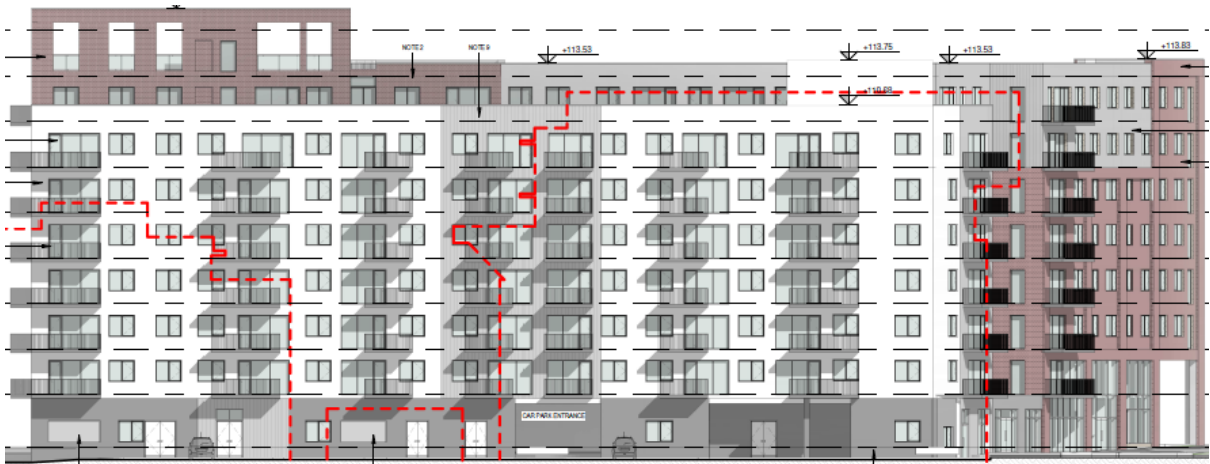 NOTE 2
NOTE 9
+113.53
+113.75
+113.53
+113.83
CAR PARK ENTRANCE